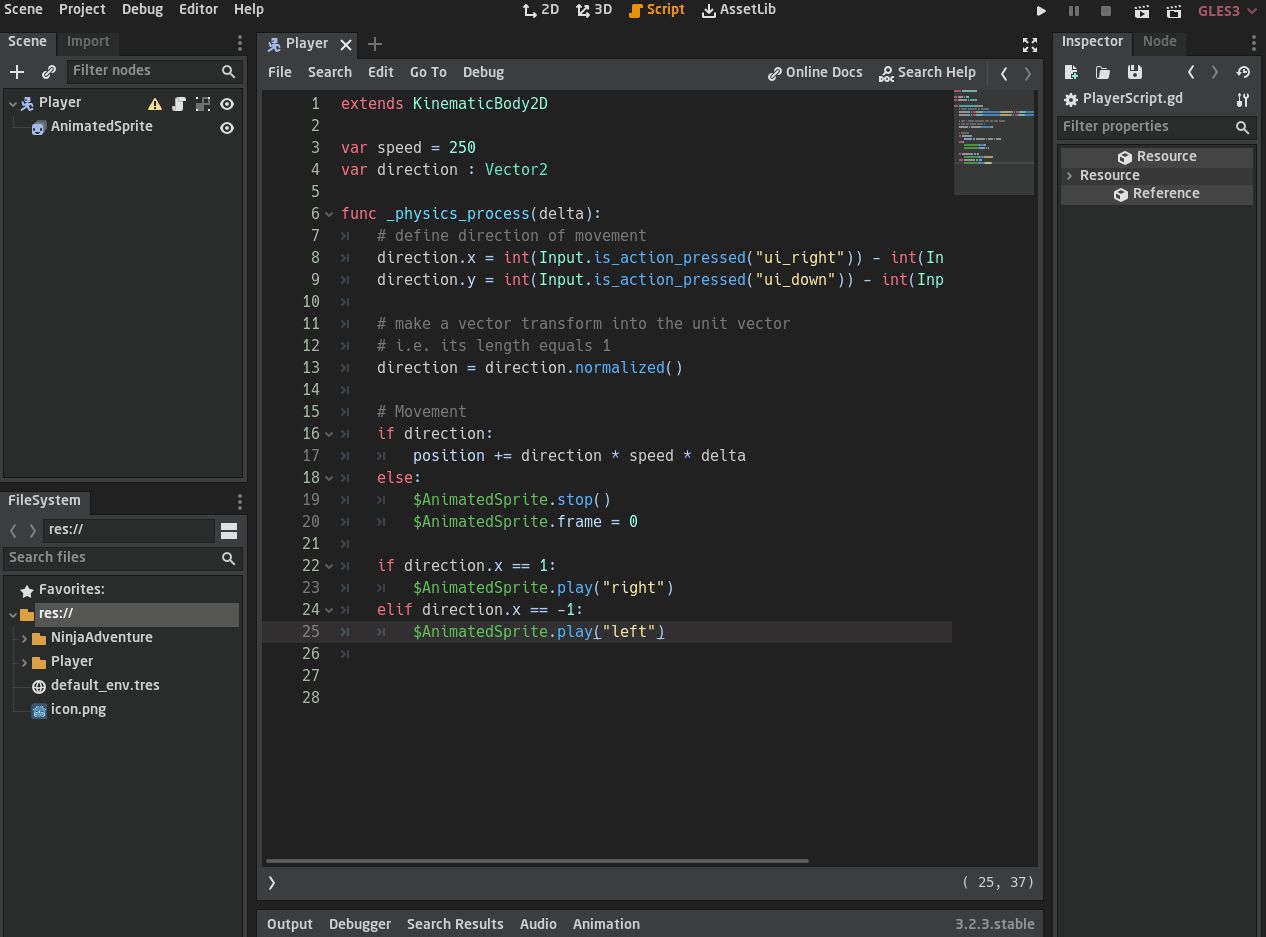 Scene Project Debug Editor Help
2D 3D Script AssetLib
GLES3
Scene Import
Filter nodes
Player
AnimatedSprite
FileSystem
res://
Search files
Favorites:
res://
NinjaAdventure
Player
default_env.tres
icon.png
Player
File Search Edit Go To Debug
Online Docs Search Help
1 extends KinematicBody2D
2
3 var speed = 250
4 var direction : Vector2
5
6 func _physics_process(delta):
7 # define direction of movement
8 direction.x = int(Input.is_action_pressed("ui_right")) - int(In
9 direction.y = int(Input.is_action_pressed("ui_down")) - int(Inp
10
11 # make a vector transform into the unit vector
12 # i.e. its length equals 1
13 direction = direction.normalized()
14
15 # Movement
16 if direction:
17 position += direction * speed * delta
18 else:
19 $AnimatedSprite.stop()
20 $AnimatedSprite.frame = 0
21
22 if direction.x == 1:
23 $AnimatedSprite.play("right")
24 elif direction.x == -1:
25 $AnimatedSprite.play("left")
26
27
28
( 25, 37)
Output Debugger Search Results Audio Animation
3.2.3.stable
Inspector Node
PlayerScript.gd
Filter properties
Resource
Resource
Reference